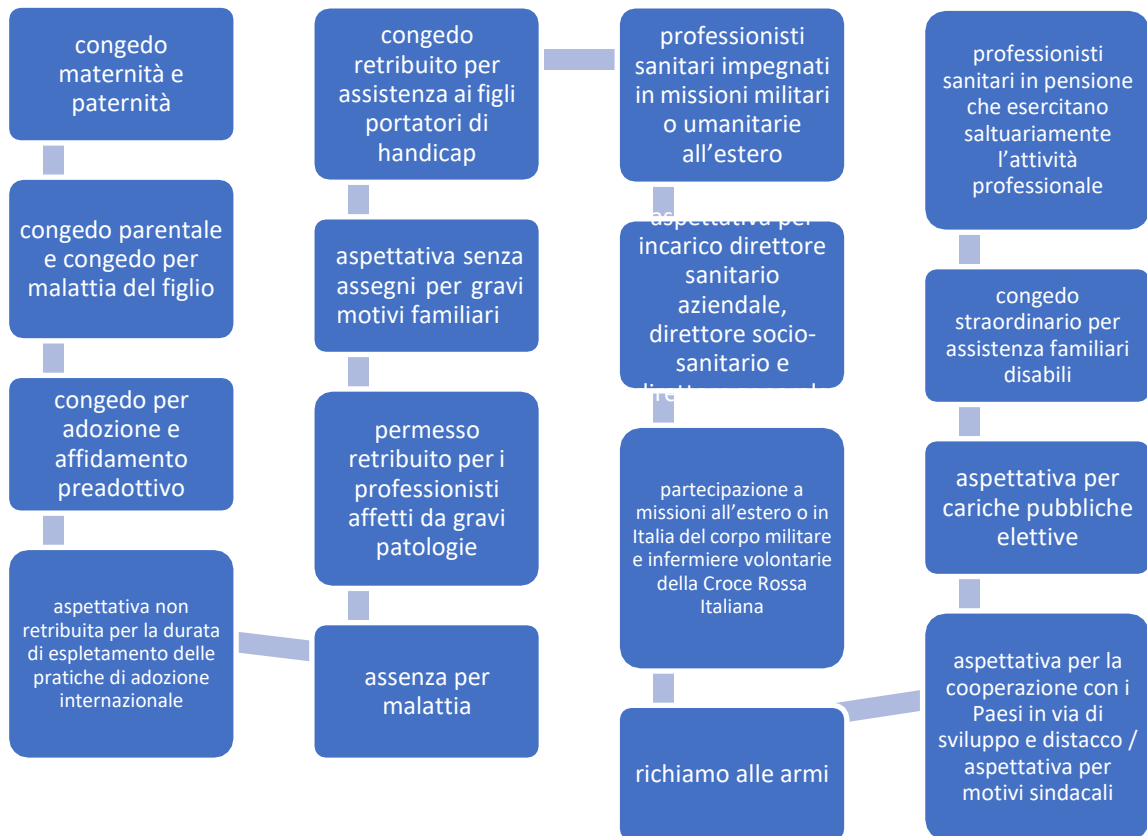 congedo
maternità e
paternità
congedo parentale
e congedo per
malattia del figlio
congedo per
adozione e
affidamento
preadottivo
aspettativa non
retribuita per la durata
di espletamento delle
pratiche di adozione
internazionale
assenza per
malattia
permesso
retribuito per i
professionisti
affetti da gravi
patologie
aspettativa senza
assegni per gravi
motivi familiari
congedo
retribuito per
assistenza ai figli
portatori di
handicap
professionisti
sanitari impegnati
in missioni militari
o umanitarie
all’estero
aspettativa per
incarico direttore
sanitario
aziendale,
direttore socio-
sanitario e
partecipazione a
missioni all’estero o in
Italia del corpo militare
e infermiere volontarie
della Croce Rossa
Italiana
richiamo alle armi
aspettativa per la
cooperazione con i
Paesi in via di
sviluppo e distacco /
aspettativa per
motivi sindacali
aspettativa per
cariche pubbliche
elettive
congedo
straordinario per
assistenza familiari
disabili
professionisti
sanitari in pensione
che esercitano
saltuariamente
l’attività
professionale